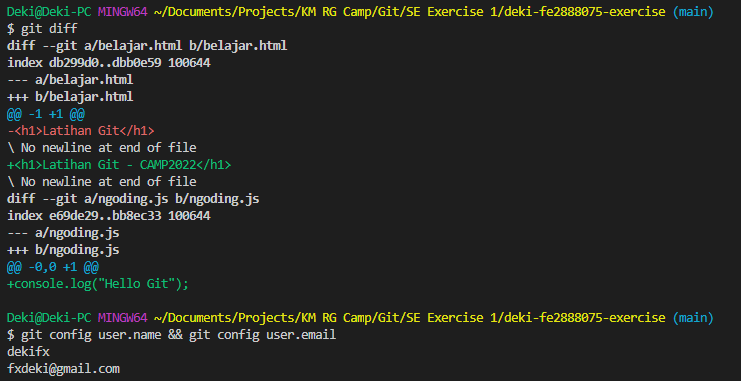 Deki@Deki-PC MINGW64 ~/Documents/Projects/KM RG Camp/Git/SE Exercise 1/deki-fe2888075-exercise (main)
$ git diff
diff --git a/belajar.html b/belajar.html
index db299d0..dbb0e59 100644
--- a/belajar.html
+++ b/belajar.html
@@ -1 +1 @@
-<h1>Latihan Git</h1>
\ No newline at end of file
+<h1>Latihan Git - CAMP2022</h1>
\ No newline at end of file
diff --git a/ngoding.js b/ngoding.js
index e69de29..bb8ec33 100644
--- a/ngoding.js
+++ b/ngoding.js
@@ -0,0 +1 @@
+console.log("Hello Git");
Deki@Deki-PC MINGW64 ~/Documents/Projects/KM RG Camp/Git/SE Exercise 1/deki-fe2888075-exercise (main)
$ git config user.name && git config user.email
dekifx
fxdeki@gmail.com